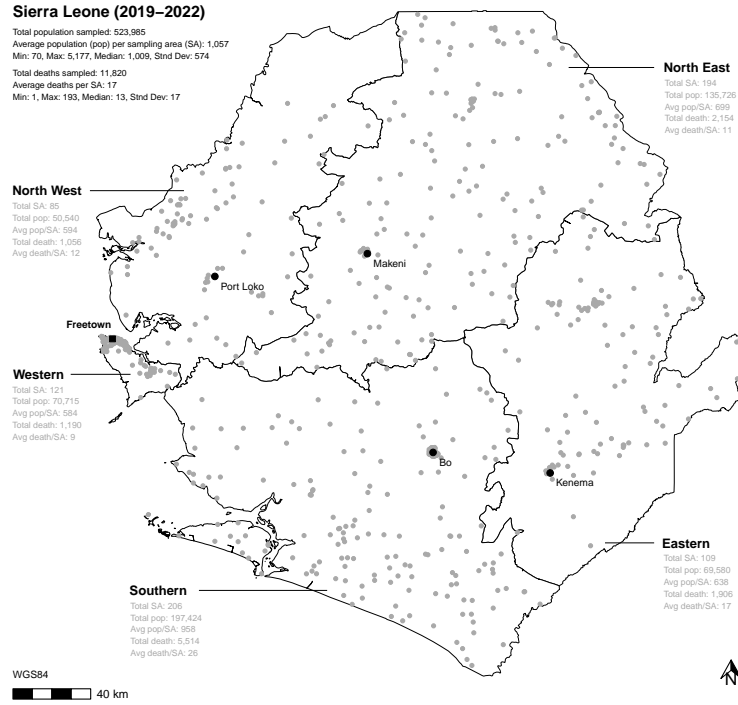 Sierra Leone (2019–2022)
Total population sampled: 523,985
Average population (pop) per sampling area (SA): 1,057
Min: 70, Max: 5,177, Median: 1,009, Stnd Dev: 574
Total deaths sampled: 11,820
Average deaths per SA: 17
Min: 1, Max: 193, Median: 13, Stnd Dev: 17
North East
Total SA: 194
Total pop: 135,726
Avg pop/SA: 699
Total death: 2,154
Avg death/SA: 11
North West
Total SA: 85
Total pop: 50,540
Avg pop/SA: 594
Total death: 1,056
Avg death/SA: 12
Makeni
Port Loko
Freetown
Western
Total SA: 121
Total pop: 70,715
Avg pop/SA: 584
Total death: 1,190
Avg death/SA: 9
Bo
Kenema
Eastern
Total SA: 109
Total pop: 69,580
Avg pop/SA: 638
Total death: 1,906
Avg death/SA: 17
Southern
Total SA: 206
Total pop: 197,424
Avg pop/SA: 958
Total death: 5,514
Avg death/SA: 26
WGS84
40 km
N